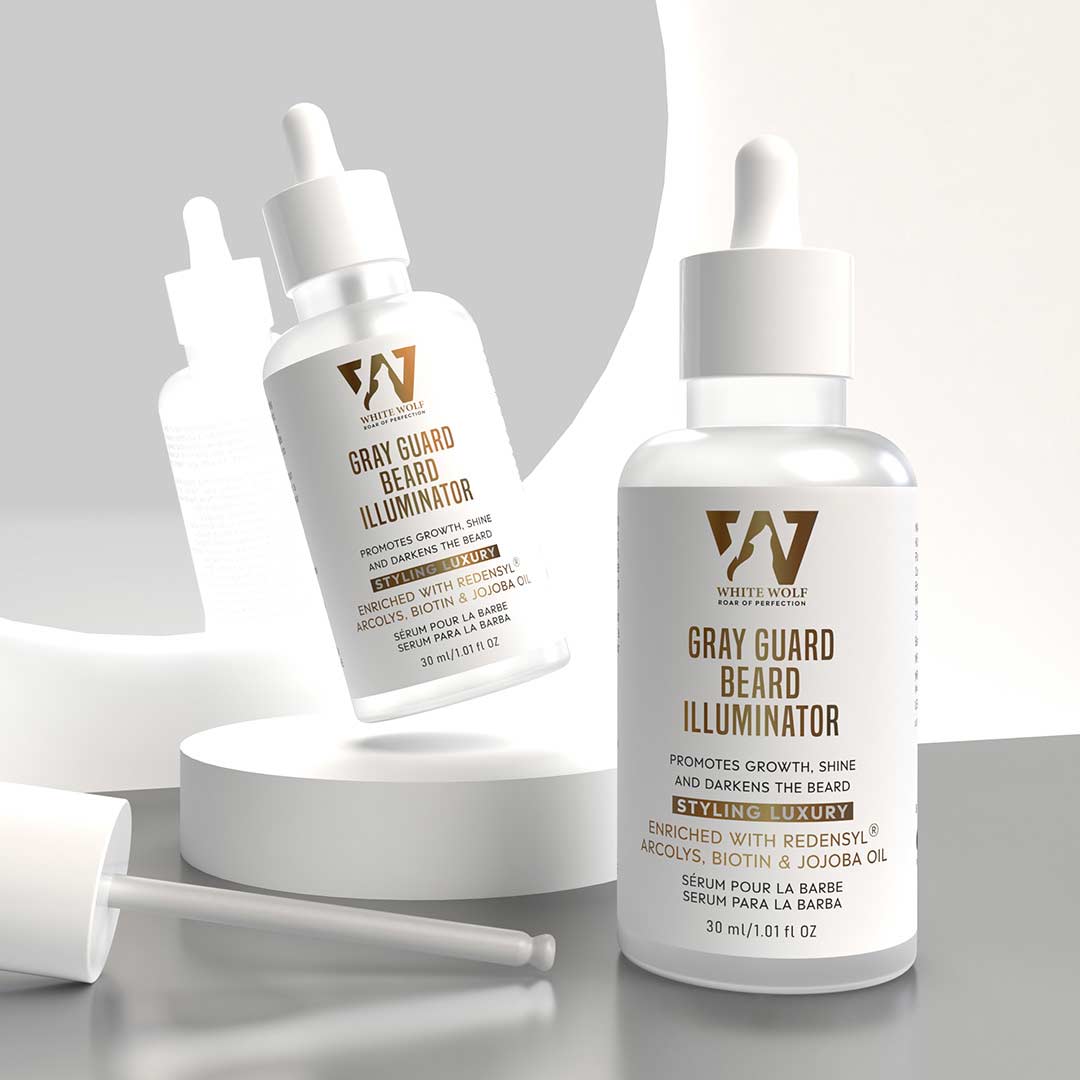 WHITE WOLF
ROAR OF PERFECTION
GRAY GUARD
BEARD
ILLUMINATOR
PROMOTES GROWTH, SHINE
AND DARKENS THE BEARD
STYLING LUXURY
ENRICHED WITH REDENSYL®
ARCOLYS, BIOTIN & JOJOBA OIL
SÉRUM POUR LA BARBE
SERUM PARA LA BARBA
30 ml/1.01 fl OZ
WHITE WOLF
ROAR OF PERFECTION
GRAY GUARD
BEARD
ILLUMINATOR
PROMOTES GROWTH, SHINE
AND DARKENS THE BEARD
STYLING LUXURY
ENRICHED WITH REDENSYL®
ARCOLYS, BIOTIN & JOJOBA OIL
SÉRUM POUR LA BARBE
SERUM PARA LA BARBA
30 ml/1.01 fl OZ